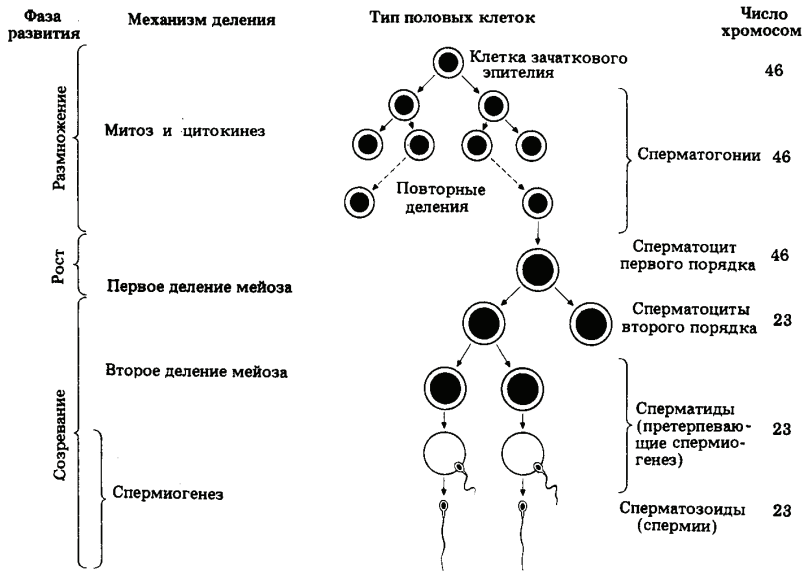 Фаза развития
Механизм деления
Тип половых клеток
Число хромосом
Размножение
Митоз и цитокинез
Клетка зачаткового
эпителия
46
Повторные
деления
Сперматогонии 46
Рост
Сперматоцит
первого порядка
46
Первое деление мейоза
Сперматоциты
второго порядка
23
Созревание
Второе деление мейоза
Сперматиды
(претерпеваю-
щие спермио-
генез)
23
Спермиогенез
Сперматозоиды
(спермии)
23